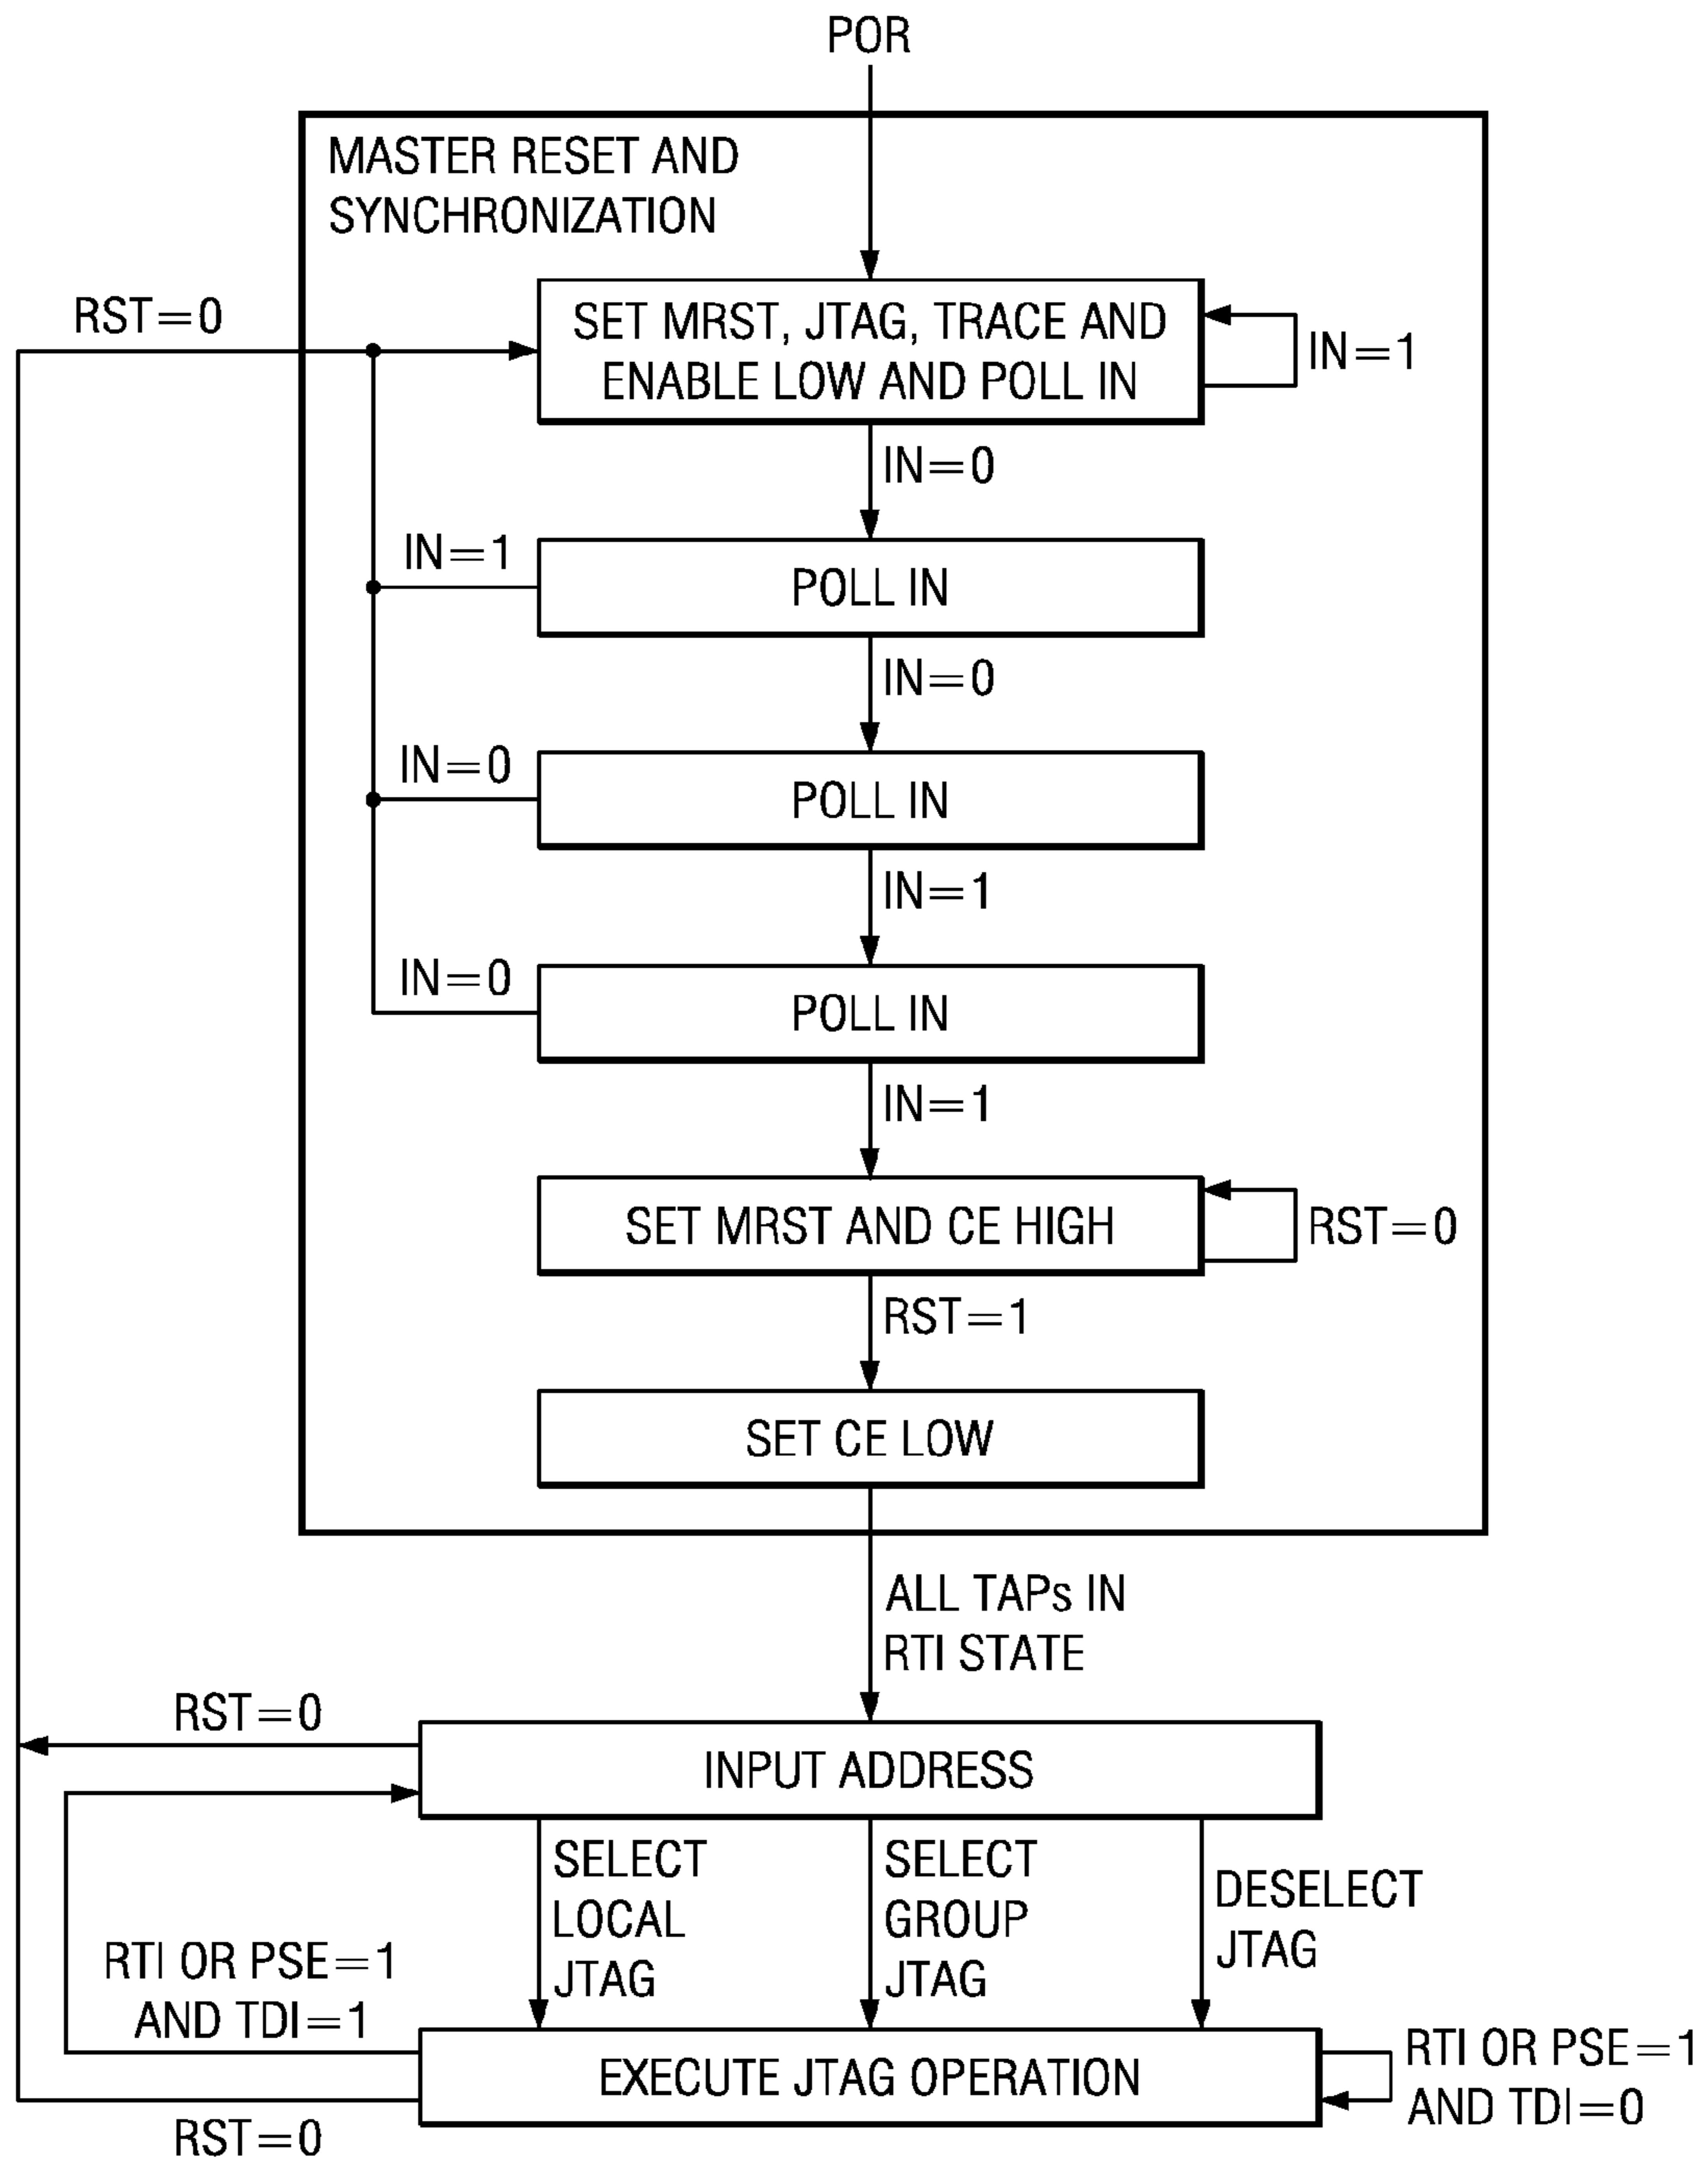 POR
MASTER RESET AND
SYNCHRONIZATION
RST=0
SET MRST, JTAG, TRACE AND
ENABLE LOW AND POLL IN
IN=1
IN=0
IN=1
POLL IN
IN=0
IN=0
POLL IN
IN=1
IN=0
POLL IN
IN=1
SET MRST AND CE HIGH
RST=0
RST=1
SET CE LOW
ALL TAPs IN
RTI STATE
RST=0
INPUT ADDRESS
SELECT
LOCAL
JTAG
SELECT
GROUP
JTAG
DESELECT
JTAG
RTI OR PSE=1
AND TDI=1
EXECUTE JTAG OPERATION
RTI OR PSE=1
AND TDI=0
RST=0